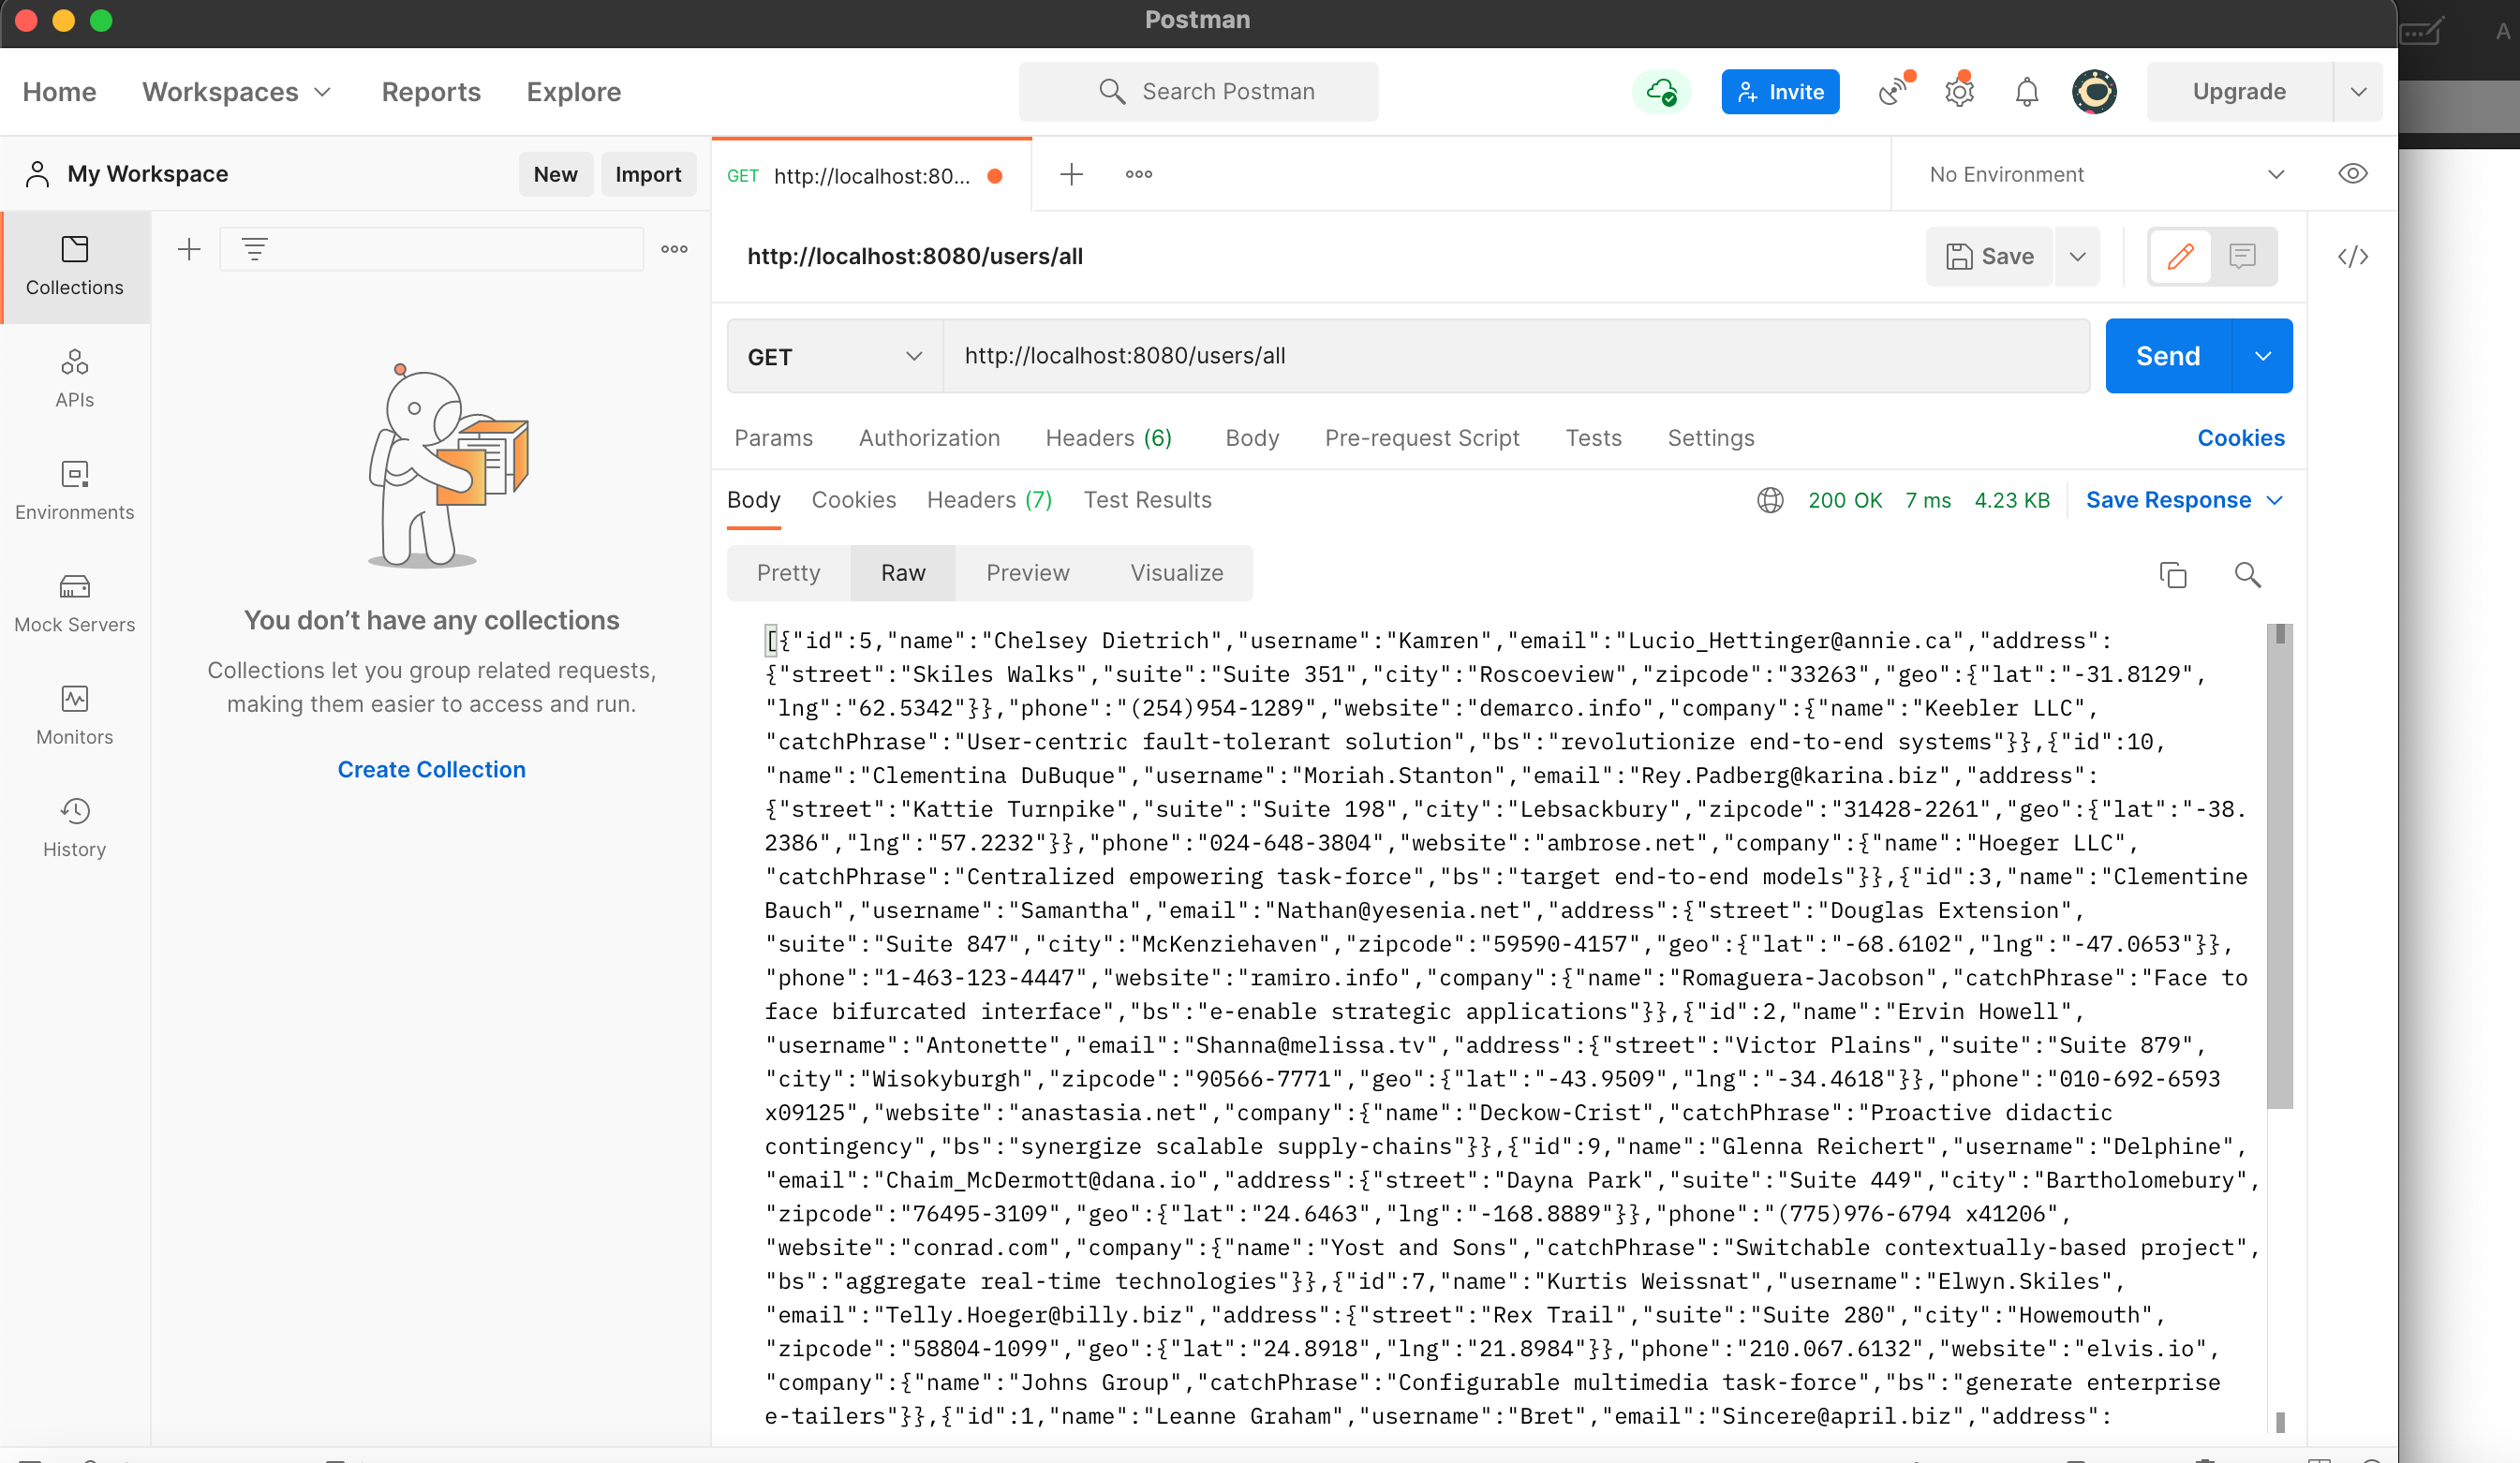 Postman
Home Workspaces Reports Explore Search Postman Invite Upgrade
A
My Workspace New Import
GET http://localhost:80... No Environment
Collections
APIs
Environments
Mock Servers
Monitors
History
You don’t have any collections
Collections let you group related requests,
making them easier to access and run.
Create Collection
http://localhost:8080/users/all Save
GET http://localhost:8080/users/all Send
Params Authorization Headers (6) Body Pre-request Script Tests Settings Cookies
Body Cookies Headers (7) Test Results 200 OK 7 ms 4.23 KB Save Response
Pretty Raw Preview Visualize
[{"id":5,"name":"Chelsey Dietrich","username":"Kamren","email":"Lucio_Hettinger@annie.ca","address":
{"street":"Skiles Walks","suite":"Suite 351","city":"Roscoeview","zipcode":"33263","geo":{"lat":"-31.8129",
"lng":"62.5342"}},"phone":"(254)954-1289","website":"demarco.info","company":{"name":"Keebler LLC",
"catchPhrase":"User-centric fault-tolerant solution","bs":"revolutionize end-to-end systems"}},{"id":10,
"name":"Clementina DuBuque","username":"Moriah.Stanton","email":"Rey.Padberg@karina.biz","address":
{"street":"Kattie Turnpike","suite":"Suite 198","city":"Lebsackbury","zipcode":"31428-2261","geo":{"lat":"-38.
2386","lng":"57.2232"}},"phone":"024-648-3804","website":"ambrose.net","company":{"name":"Hoeger LLC",
"catchPhrase":"Centralized empowering task-force","bs":"target end-to-end models"}},{"id":3,"name":"Clementine
Bauch","username":"Samantha","email":"Nathan@yesenia.net","address":{"street":"Douglas Extension",
"suite":"Suite 847","city":"McKenziehaven","zipcode":"59590-4157","geo":{"lat":"-68.6102","lng":"-47.0653"}},
"phone":"1-463-123-4447","website":"ramiro.info","company":{"name":"Romaguera-Jacobson","catchPhrase":"Face to
face bifurcated interface","bs":"e-enable strategic applications"}},{"id":2,"name":"Ervin Howell",
"username":"Antonette","email":"Shanna@melissa.tv","address":{"street":"Victor Plains","suite":"Suite 879",
"city":"Wisokyburgh","zipcode":"90566-7771","geo":{"lat":"-43.9509","lng":"-34.4618"}},"phone":"010-692-6593
x09125","website":"anastasia.net","company":{"name":"Deckow-Crist","catchPhrase":"Proactive didactic
contingency","bs":"synergize scalable supply-chains"}},{"id":9,"name":"Glenna Reichert","username":"Delphine",
"email":"Chaim_McDermott@dana.io","address":{"street":"Dayna Park","suite":"Suite 449","city":"Bartholomebury",
"zipcode":"76495-3109","geo":{"lat":"24.6463","lng":"-168.8889"}},"phone":"(775)976-6794 x41206",
"website":"conrad.com","company":{"name":"Yost and Sons","catchPhrase":"Switchable contextually-based project",
"bs":"aggregate real-time technologies"}},{"id":7,"name":"Kurtis Weissnat","username":"Elwyn.Skiles",
"email":"Telly.Hoeger@billy.biz","address":{"street":"Rex Trail","suite":"Suite 280","city":"Howemouth",
"zipcode":"58804-1099","geo":{"lat":"24.8918","lng":"21.8984"}},"phone":"210.067.6132","website":"elvis.io",
"company":{"name":"Johns Group","catchPhrase":"Configurable multimedia task-force","bs":"generate enterprise
e-tailers"}},{"id":1,"name":"Leanne Graham","username":"Bret","email":"Sincere@april.biz","address":